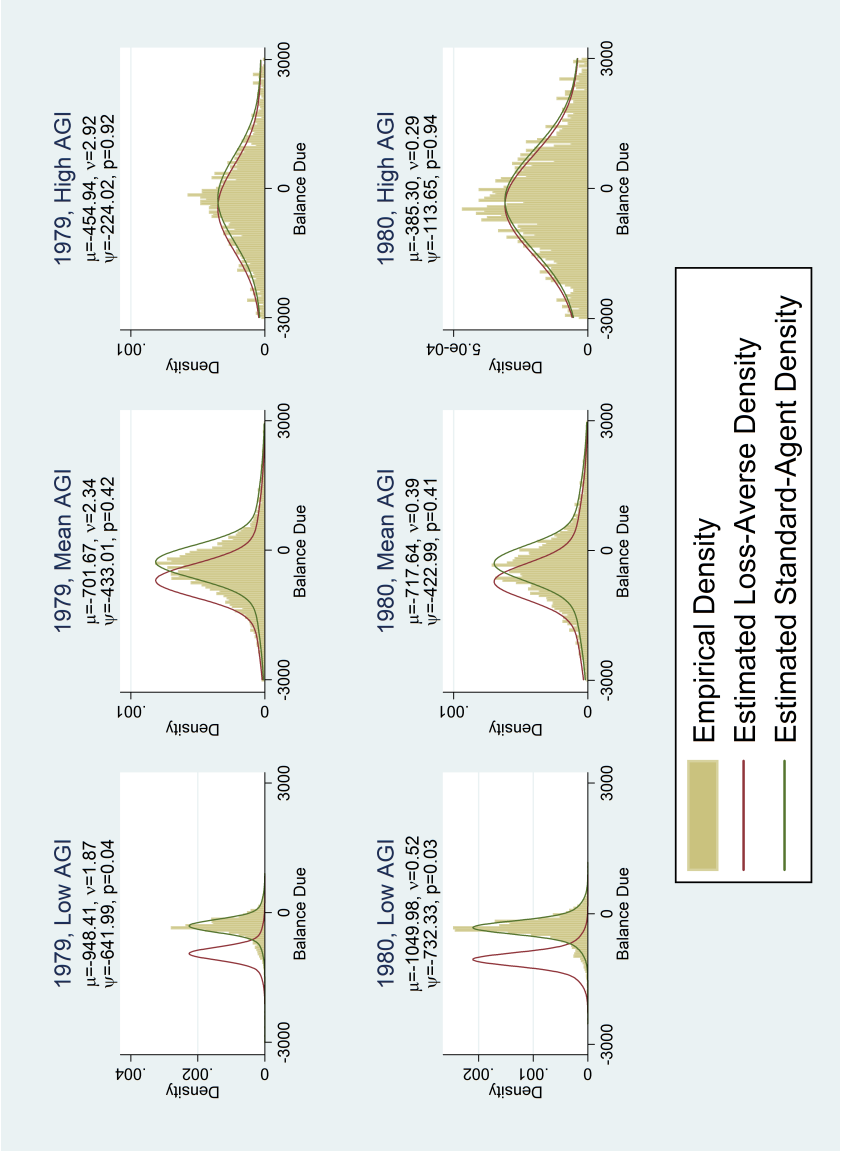 1979, Low AGI
μ=-948.41, ν=1.87
ψ=-641.99, p=0.04
Density
.004
.002
0
-3000
0
3000
Balance Due
1979, Mean AGI
μ=-701.67, ν=2.34
ψ=-433.01, p=0.42
Density
.001
0
-3000
0
3000
Balance Due
1979, High AGI
μ=-454.94, ν=2.92
ψ=-224.02, p=0.92
Density
.001
0
-3000
0
3000
Balance Due
1980, Low AGI
μ=-1049.98, ν=0.52
ψ=-732.33, p=0.03
Density
.002
.001
0
-3000
0
3000
Balance Due
1980, Mean AGI
μ=-717.64, ν=0.39
ψ=-422.99, p=0.41
Density
.001
0
-3000
0
3000
Balance Due
1980, High AGI
μ=-385.30, ν=0.29
ψ=-113.65, p=0.94
Density
5.0e-04
0
-3000
0
3000
Balance Due
Empirical Density
Estimated Loss-Averse Density
Estimated Standard-Agent Density